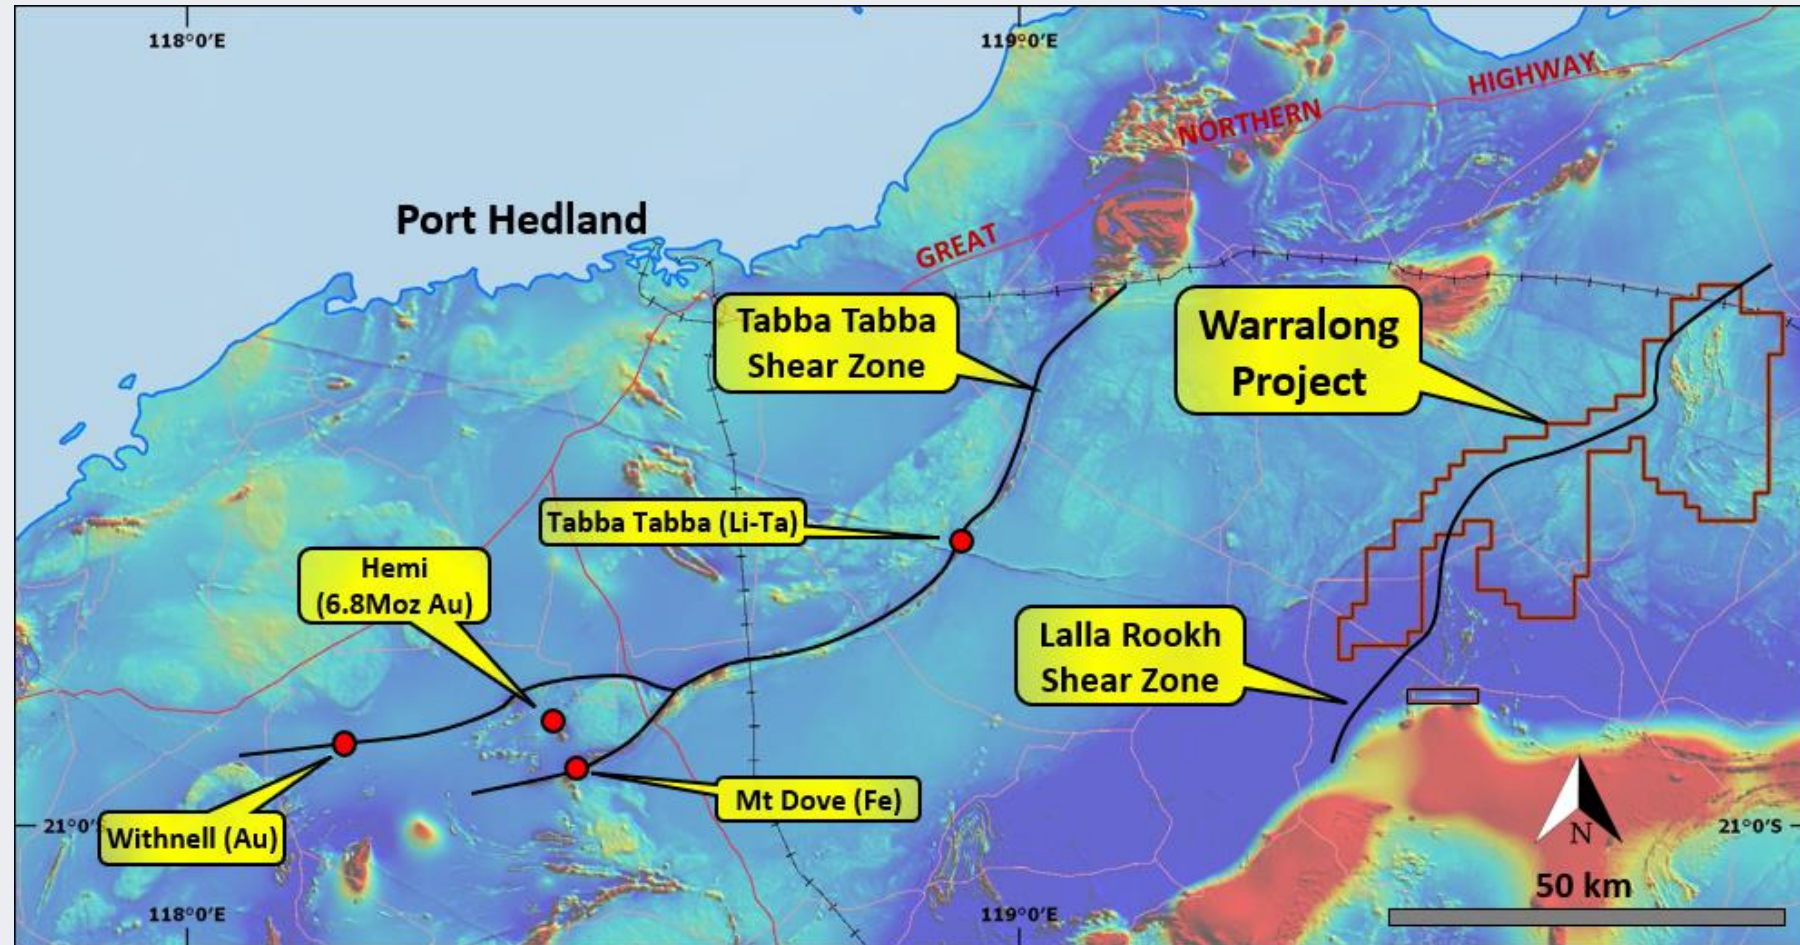 118°0'E
119°0'E
HIGHWAY
NORTHERN
GREAT
Port Hedland
Tabba Tabba
Shear Zone
Warralong
Project
Tabba Tabba (Li-Ta)
Hemi
(6.8Moz Au)
Lalla Rookh
Shear Zone
Mt Dove (Fe)
Withnell (Au)
21°0'S
21°0'S
N
50 km
118°0'E
119°0'E